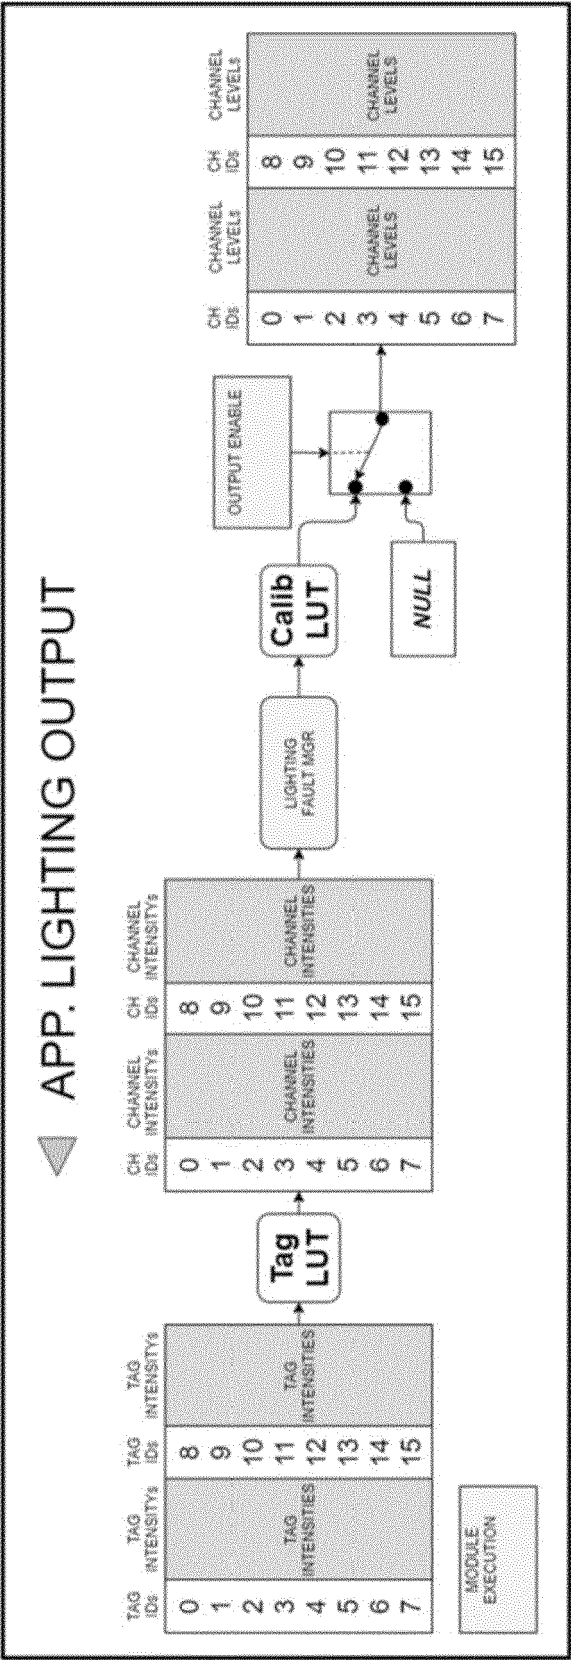 APP. LIGHTING OUTPUT
TAG
IDs
TAG
INTENSITYs
TAG
IDs
TAG
INTENSITYs
0
1
2
3
4
5
6
7
TAG
INTENSITIES
8
9
10
11
12
13
14
15
TAG
INTENSITIES
MODULE
EXECUTION
Tag
LUT
CH
IDs
CHANNEL
INTENSITYs
CH
IDs
CHANNEL
INTENSITYs
0
1
2
3
4
5
6
7
CHANNEL
INTENSITIES
8
9
10
11
12
13
14
15
CHANNEL
INTENSITIES
LIGHTING
FAULT MGR
Calib
LUT
NULL
OUTPUT ENABLE
CH
IDs
CHANNEL
LEVELs
CH
IDs
CHANNEL
LEVELs
0
1
2
3
4
5
6
7
CHANNEL
LEVELS
8
9
10
11
12
13
14
15
CHANNEL
LEVELS